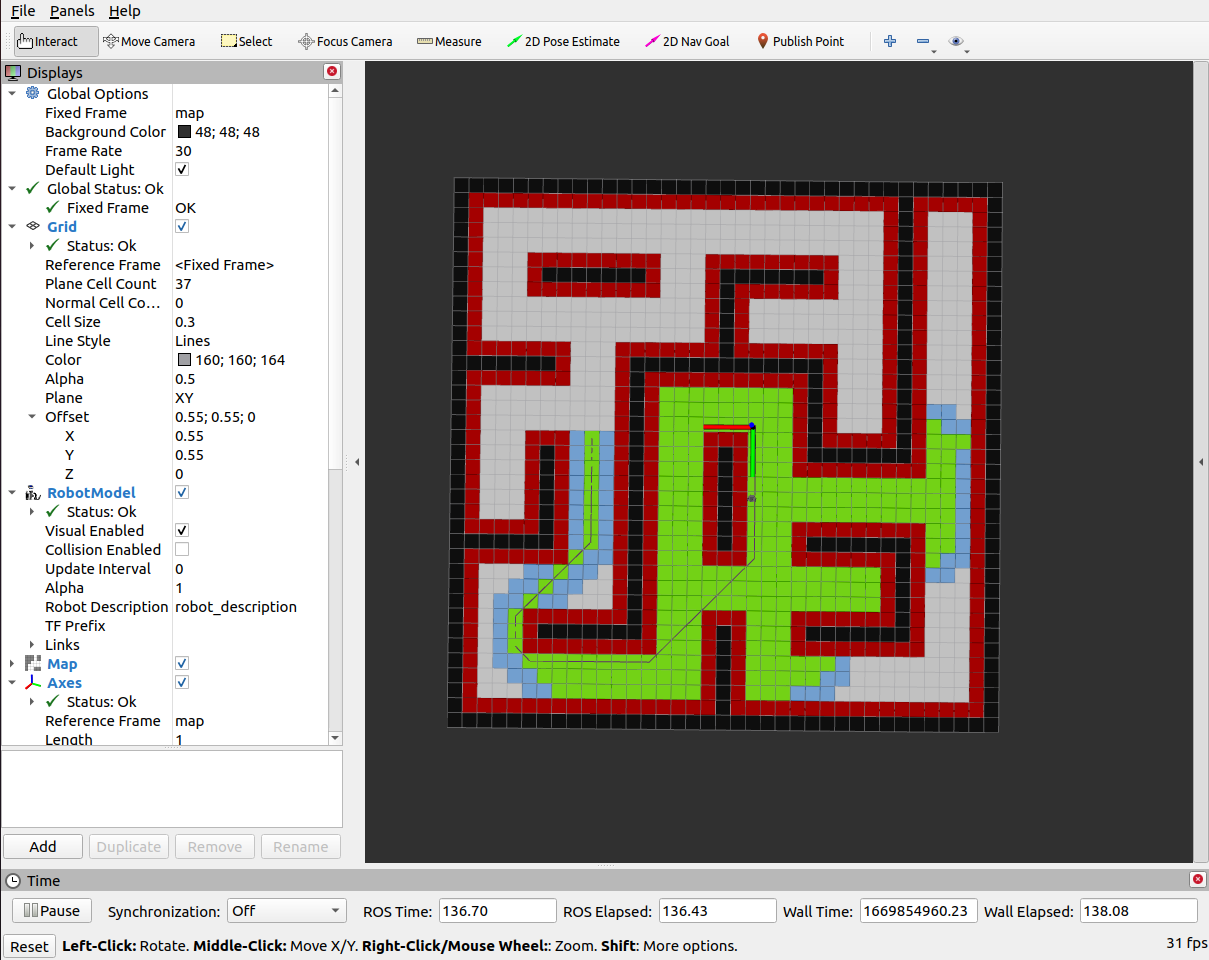 File Panels Help
Interact Move Camera Select Focus Camera Measure 2D Pose Estimate 2D Nav Goal Publish Point
Displays
Global Options
Fixed Frame map
Background Color 48; 48; 48
Frame Rate 30
Default Light
Global Status: Ok
Fixed Frame OK
Grid
Status: Ok
Reference Frame <Fixed Frame>
Plane Cell Count 37
Normal Cell Co... 0
Cell Size 0.3
Line Style Lines
Color 160; 160; 164
Alpha 0.5
Plane XY
Offset 0.55; 0.55; 0
X 0.55
Y 0.55
Z 0
RobotModel
Status: Ok
Visual Enabled
Collision Enabled
Update Interval 0
Alpha 1
Robot Description robot_description
TF Prefix
Links
Map
Axes
Status: Ok
Reference Frame map
Length 1
Add Duplicate Remove Rename
Time
Pause Synchronization: Off ROS Time: 136.70 ROS Elapsed: 136.43 Wall Time: 1669854960.23 Wall Elapsed: 138.08
Reset Left-Click: Rotate. Middle-Click: Move X/Y. Right-Click/Mouse Wheel:: Zoom. Shift: More options. 31 fps